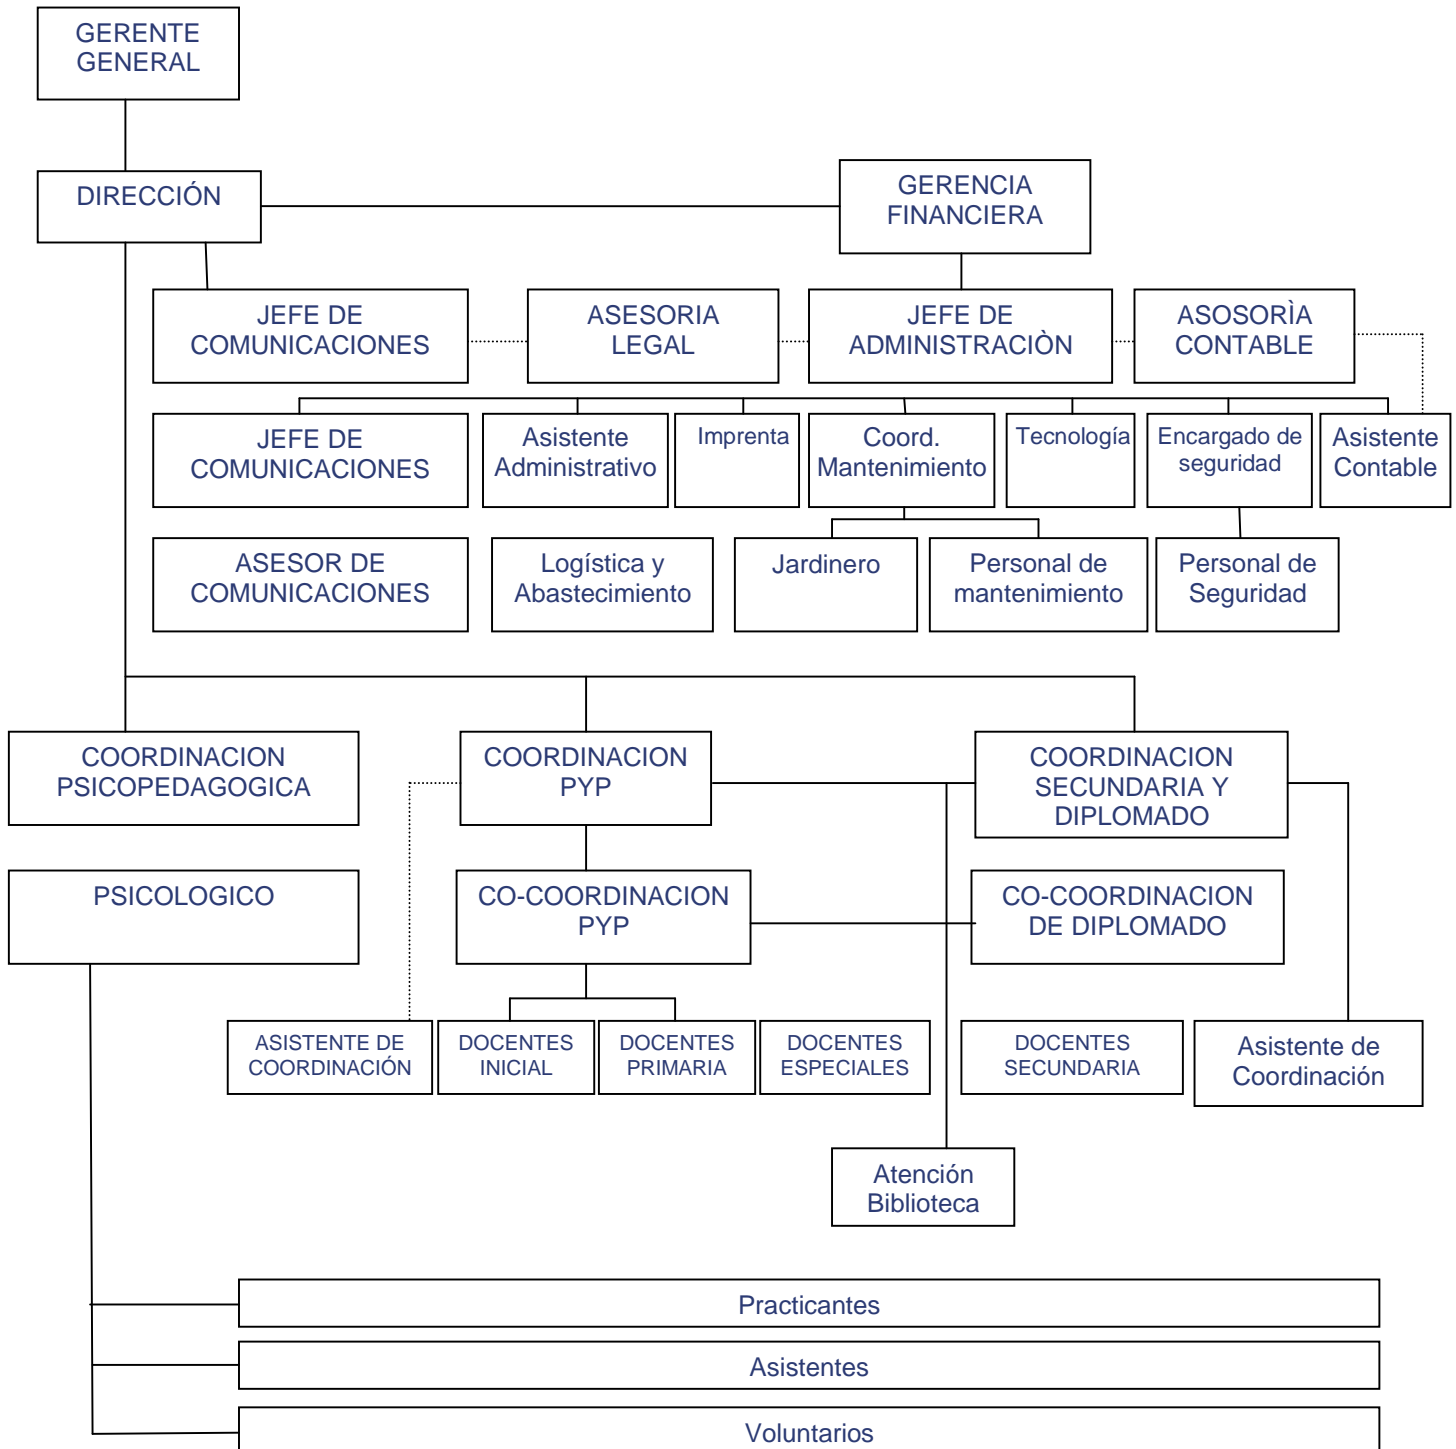 GERENTE
GENERAL
DIRECCIÓN
GERENCIA
FINANCIERA
JEFE DE
COMUNICACIONES
ASESORIA
LEGAL
JEFE DE
ADMINISTRACIÒN
ASOSORÌA
CONTABLE
JEFE DE
COMUNICACIONES
Asistente
Administrativo
Imprenta
Coord.
Mantenimiento
Tecnología
Encargado de
seguridad
Asistente
Contable
ASESOR DE
COMUNICACIONES
Logística y
Abastecimiento
Jardinero
Personal de
mantenimiento
Personal de
Seguridad
COORDINACION
PSICOPEDAGOGICA
COORDINACION
PYP
COORDINACION
SECUNDARIA Y
DIPLOMADO
PSICOLOGICO
CO-COORDINACION
PYP
CO-COORDINACION
DE DIPLOMADO
ASISTENTE DE
COORDINACIÓN
DOCENTES
INICIAL
DOCENTES
PRIMARIA
DOCENTES
ESPECIALES
DOCENTES
SECUNDARIA
Asistente de
Coordinación
Atención
Biblioteca
Practicantes
Asistentes
Voluntarios